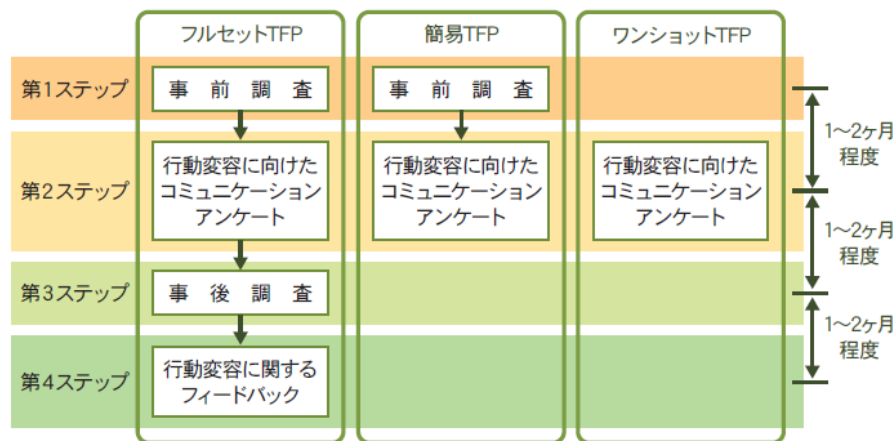 フルセットTFP
簡易TFP
ワンショットTFP
第1ステップ
事前調査
事前調査
1〜2ヶ月
程度
第2ステップ
行動変容に向けた
コミュニケーション
アンケート
行動変容に向けた
コミュニケーション
アンケート
行動変容に向けた
コミュニケーション
アンケート
1〜2ヶ月
程度
第3ステップ
事後調査
1〜2ヶ月
程度
第4ステップ
行動変容に関する
フィードバック